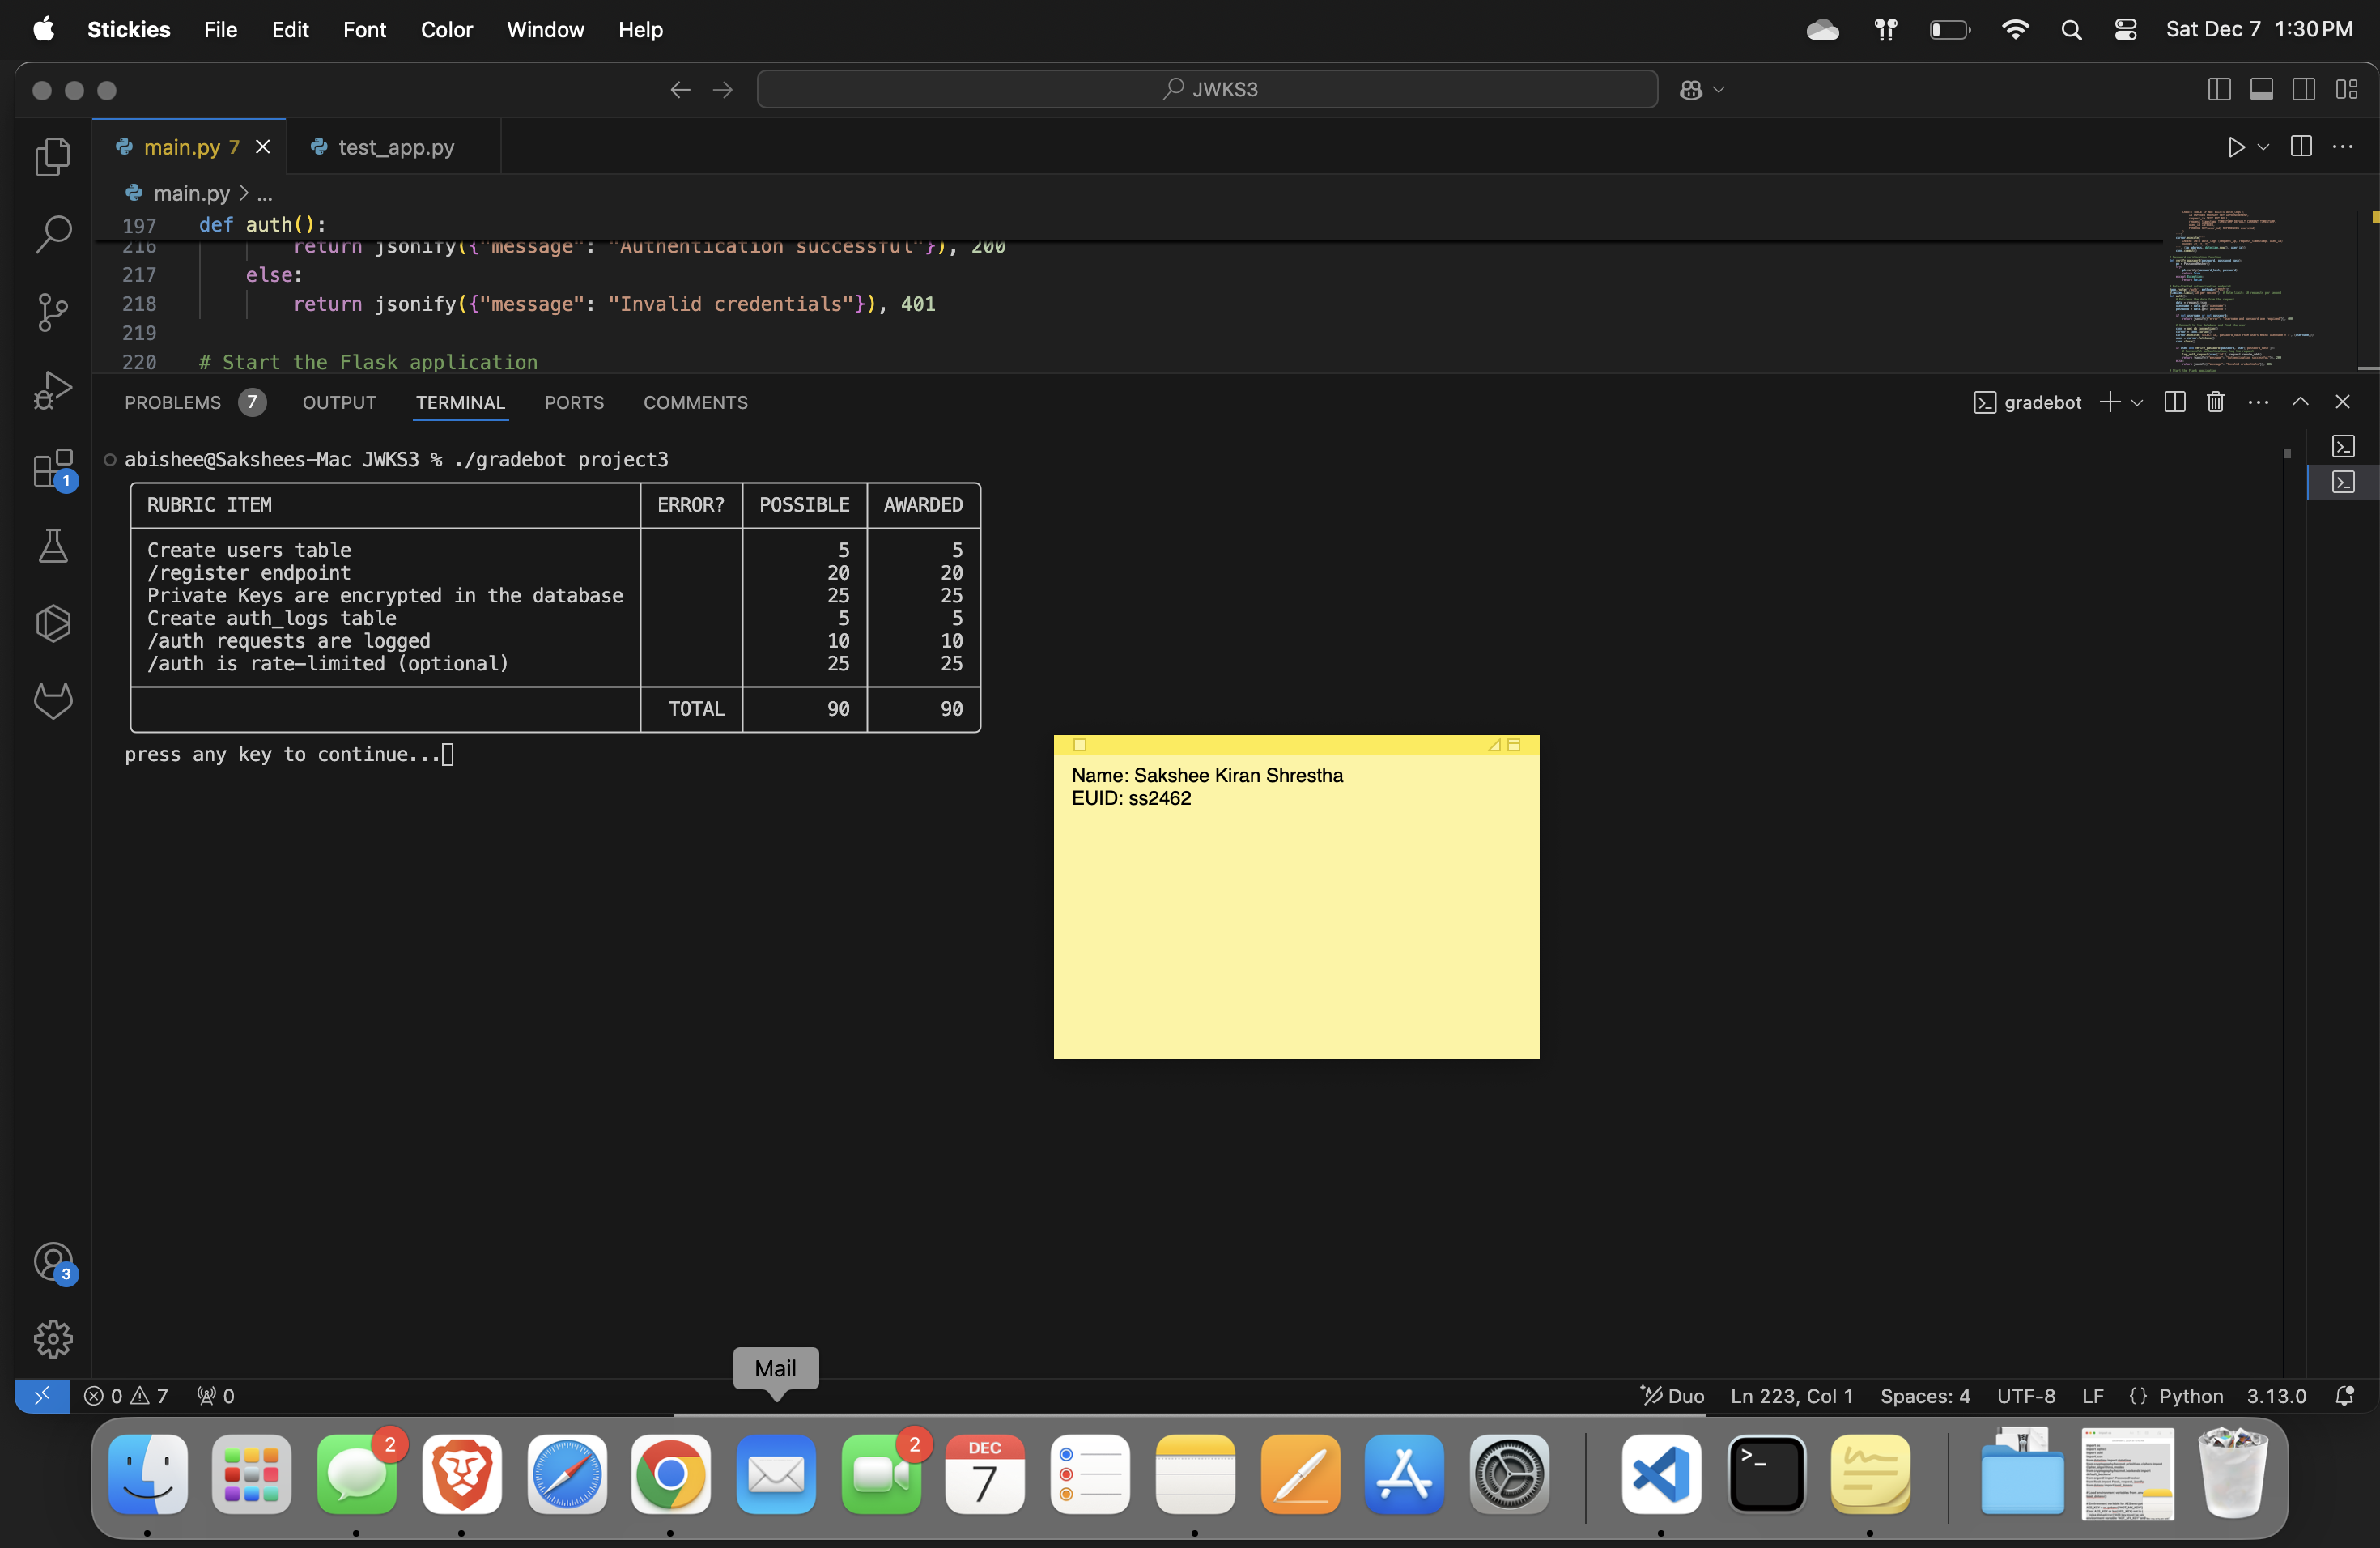 Stickies File Edit Font Color Window Help Sat Dec 7 1:30 PM
JWKS3
main.py 7 test_app.py
main.py > ...
197 def auth():
216 return jsonify({"message": "Authentication successful"}), 200
217 else:
218 return jsonify({"message": "Invalid credentials"}), 401
219
220 # Start the Flask application
PROBLEMS 7 OUTPUT TERMINAL PORTS COMMENTS gradebot
abishee@Sakshees-Mac JWKS3 % ./gradebot project3
RUBRIC ITEM ERROR? POSSIBLE AWARDED
Create users table 5 5
/register endpoint 20 20
Private Keys are encrypted in the database 25 25
Create auth_logs table 5 5
/auth requests are logged 10 10
/auth is rate-limited (optional) 25 25
TOTAL 90 90
press any key to continue...
Name: Sakshee Kiran Shrestha
EUID: ss2462
1
3
Mail
0 7 0 Duo Ln 223, Col 1 Spaces: 4 UTF-8 LF {} Python 3.13.0
2
2
DEC
7